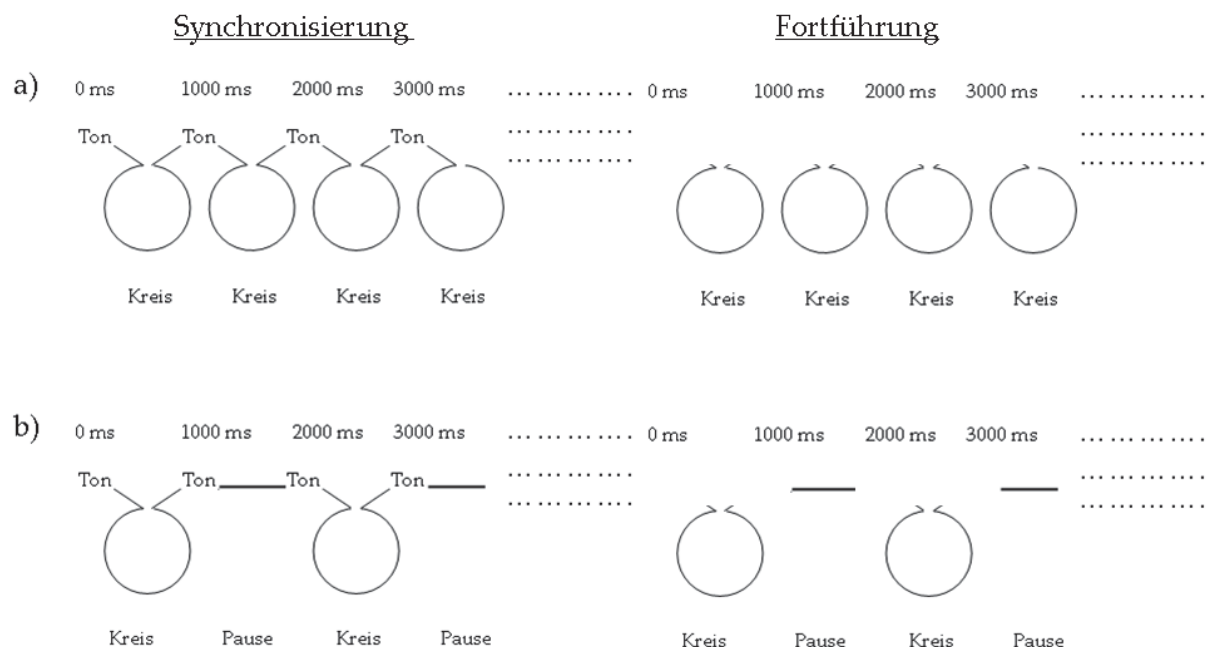 Synchronisierung Fortführung
a) 0 ms 1000 ms 2000 ms 3000 ms ... ... ... ... . 0 ms 1000 ms 2000 ms 3000 ms ... ... ... ... .
Ton Ton Ton Ton ... ... ... ... . ... ... ... ... .
... ... ... ... . ... ... ... ... .
Kreis Kreis Kreis Kreis Kreis Kreis Kreis Kreis
b) 0 ms 1000 ms 2000 ms 3000 ms ... ... ... ... . 0 ms 1000 ms 2000 ms 3000 ms ... ... ... ... .
Ton Ton Ton Ton ... ... ... ... . ... ... ... ... .
... ... ... ... . ... ... ... ... .
Kreis Pause Kreis Pause Kreis Pause Kreis Pause